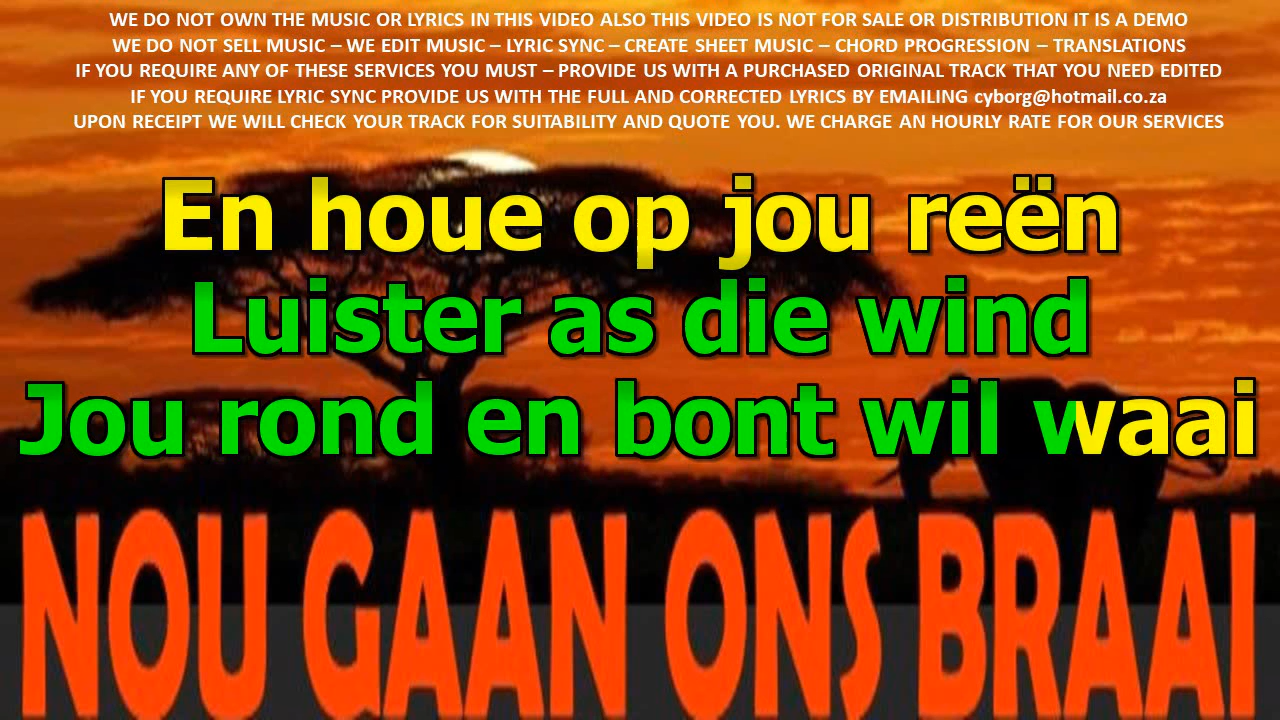 WE DO NOT OWN THE MUSIC OR LYRICS IN THIS VIDEO ALSO THIS VIDEO IS NOT FOR SALE OR DISTRIBUTION IT IS A DEMO
WE DO NOT SELL MUSIC – WE EDIT MUSIC – LYRIC SYNC – CREATE SHEET MUSIC – CHORD PROGRESSION – TRANSLATIONS
IF YOU REQUIRE ANY OF THESE SERVICES YOU MUST – PROVIDE US WITH A PURCHASED ORIGINAL TRACK THAT YOU NEED EDITED
IF YOU REQUIRE LYRIC SYNC PROVIDE US WITH THE FULL AND CORRECTED LYRICS BY EMAILING cyborg@hotmail.co.za
UPON RECEIPT WE WILL CHECK YOUR TRACK FOR SUITABILITY AND QUOTE YOU. WE CHARGE AN HOURLY RATE FOR OUR SERVICES
En houe op jou reën
Luister as die wind
Jou rond en bont wil waai
NOU GAAN ONS BRAAI